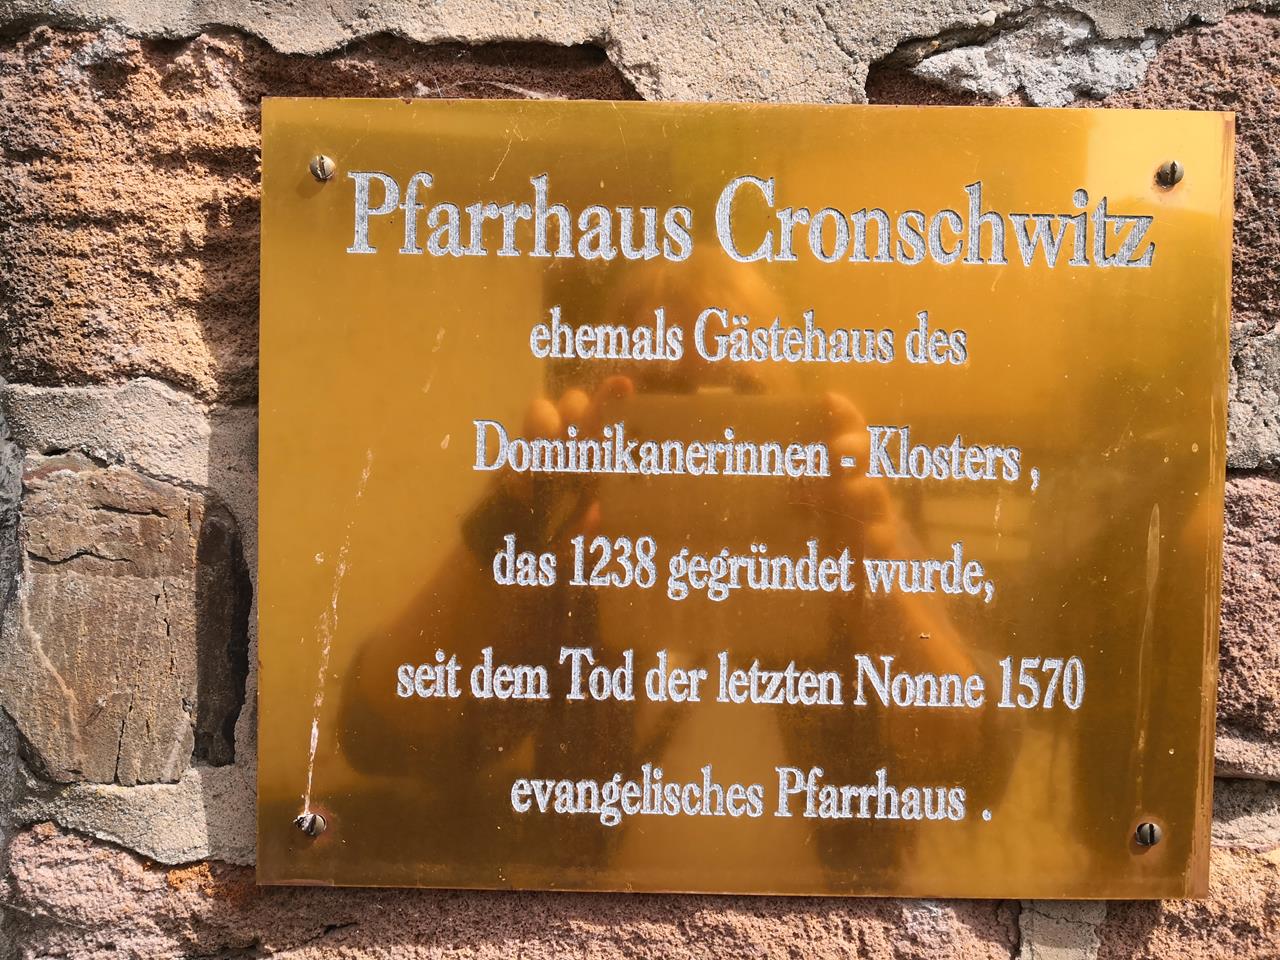 Pfarrhaus Cronschwitz
ehemals Gästehaus des
Dominikanerinnen - Klosters ,
das 1238 gegründet wurde,
seit dem Tod der letzten Nonne 1570
evangelisches Pfarrhaus .